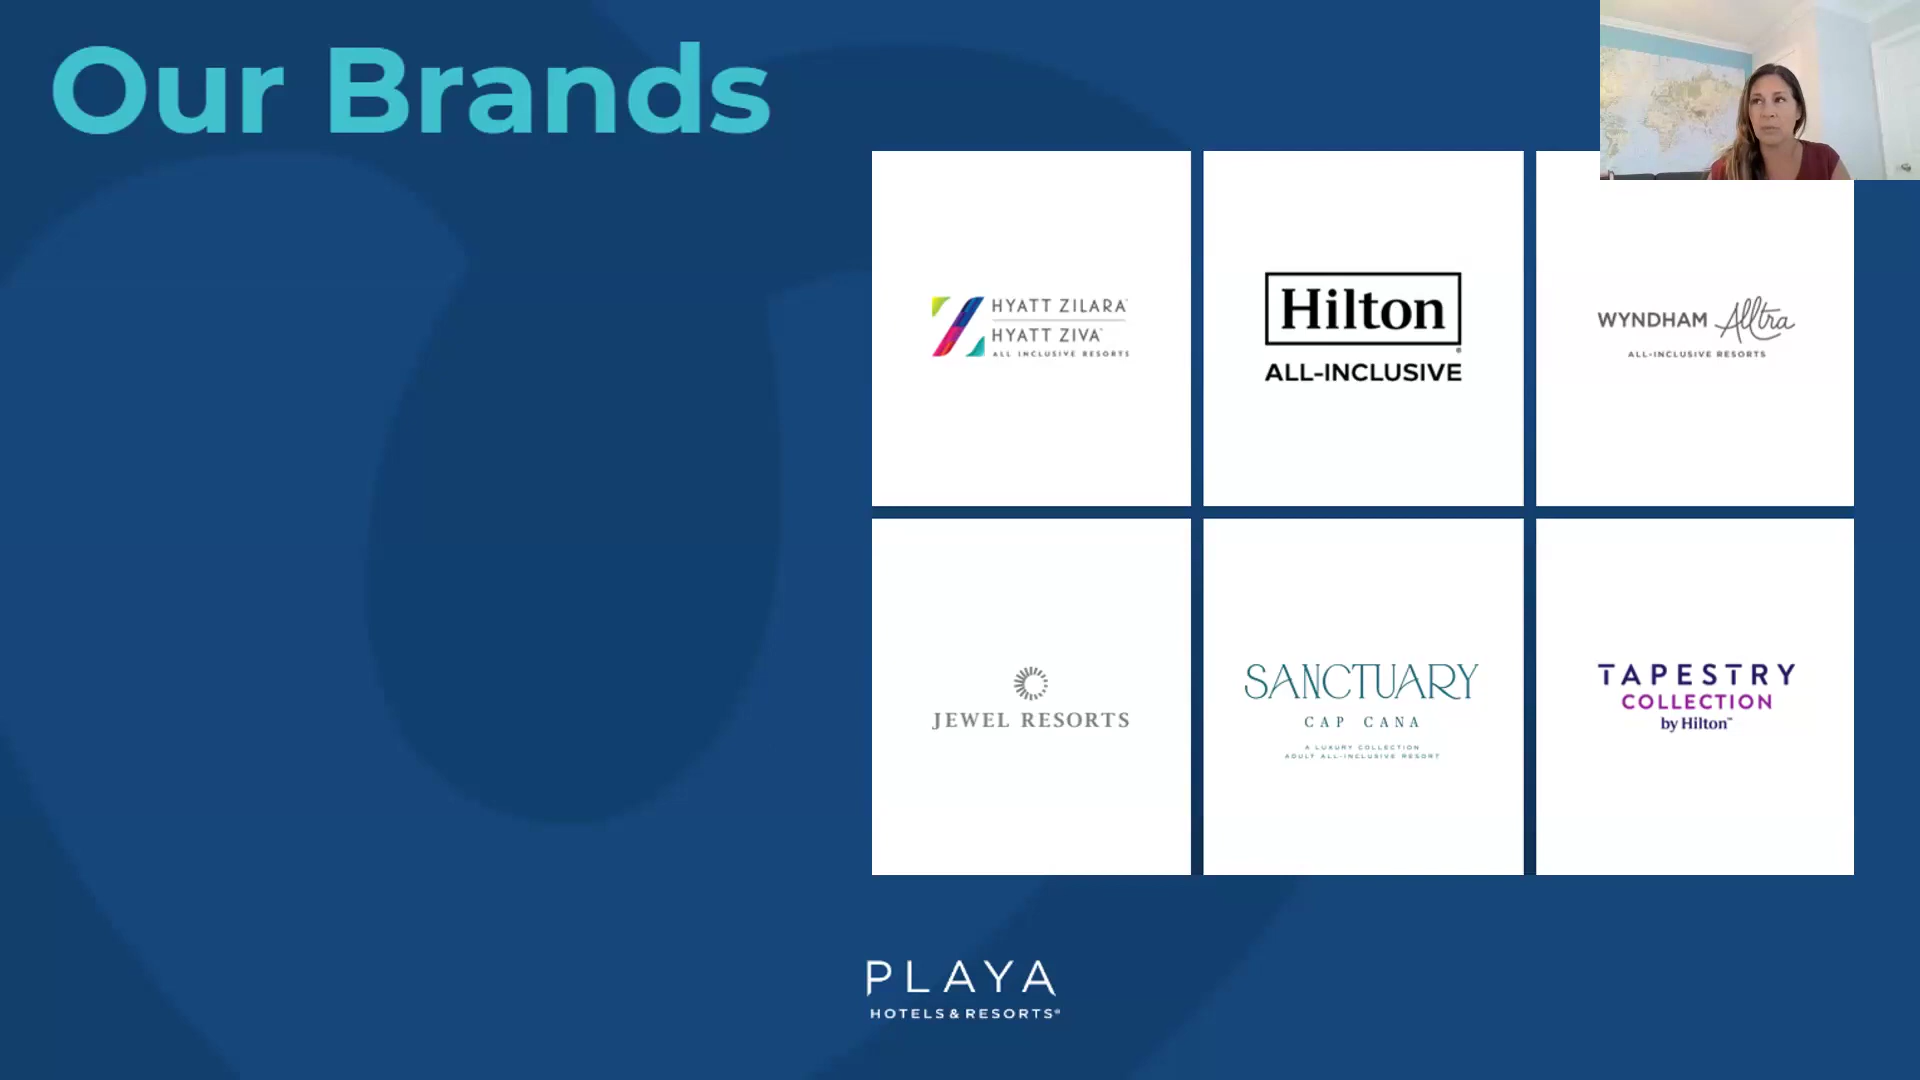 Our Brands
HYATT ZILARA
HYATT ZIVA
ALL INCLUSIVE RESORTS
Hilton
ALL-INCLUSIVE
WYNDHAM Alltra
ALL-INCLUSIVE RESORTS
JEWEL RESORTS
SANCTUARY
CAP CANA
A LUXURY COLLECTION
ADULT ALL-INCLUSIVE RESORT
TAPESTRY
COLLECTION
by Hilton™
PLAYA
HOTELS & RESORTS®